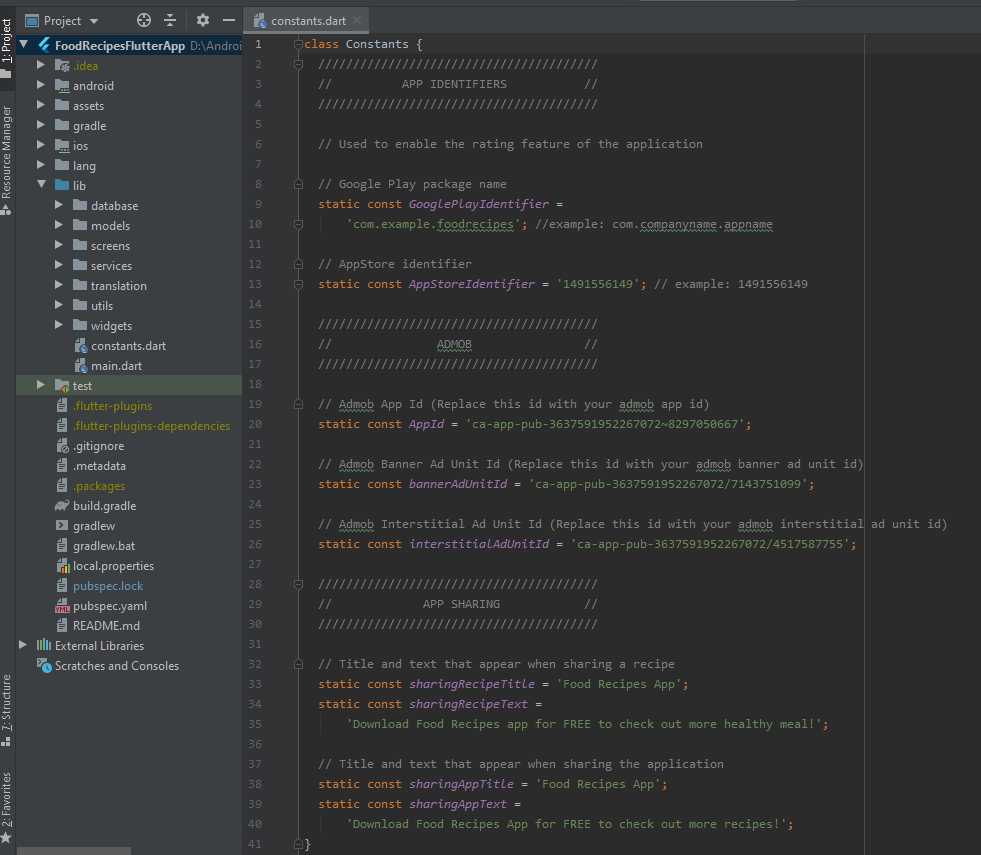 Project
constants.dart
1: Project
Resource Manager
7: Structure
2: Favorites
FoodRecipesFlutterApp D:\Androi
.idea
android
assets
gradle
ios
lang
lib
database
models
screens
services
translation
utils
widgets
constants.dart
main.dart
test
.flutter-plugins
.flutter-plugins-dependencies
.gitignore
.metadata
.packages
build.gradle
gradlew
gradlew.bat
local.properties
pubspec.lock
pubspec.yaml
README.md
External Libraries
Scratches and Consoles
1 class Constants {
2 ////////////////////////////////////////
3 //          APP IDENTIFIERS           //
4 ////////////////////////////////////////
5
6 // Used to enable the rating feature of the application
7
8 // Google Play package name
9 static const GooglePlayIdentifier =
10 'com.example.foodrecipes'; //example: com.companyname.appname
11
12 // AppStore identifier
13 static const AppStoreIdentifier = '1491556149'; // example: 1491556149
14
15 ////////////////////////////////////////
16 //               ADMOB                //
17 ////////////////////////////////////////
18
19 // Admob App Id (Replace this id with your admob app id)
20 static const AppId = 'ca-app-pub-3637591952267072~8297050667';
21
22 // Admob Banner Ad Unit Id (Replace this id with your admob banner ad unit id)
23 static const bannerAdUnitId = 'ca-app-pub-3637591952267072/7143751099';
24
25 // Admob Interstitial Ad Unit Id (Replace this id with your admob interstitial ad unit id)
26 static const interstitialAdUnitId = 'ca-app-pub-3637591952267072/4517587755';
27
28 ////////////////////////////////////////
29 //             APP SHARING            //
30 ////////////////////////////////////////
31
32 // Title and text that appear when sharing a recipe
33 static const sharingRecipeTitle = 'Food Recipes App';
34 static const sharingRecipeText =
35 'Download Food Recipes app for FREE to check out more healthy meal!';
36
37 // Title and text that appear when sharing the application
38 static const sharingAppTitle = 'Food Recipes App';
39 static const sharingAppText =
40 'Download Food Recipes App for FREE to check out more recipes!';
41 }